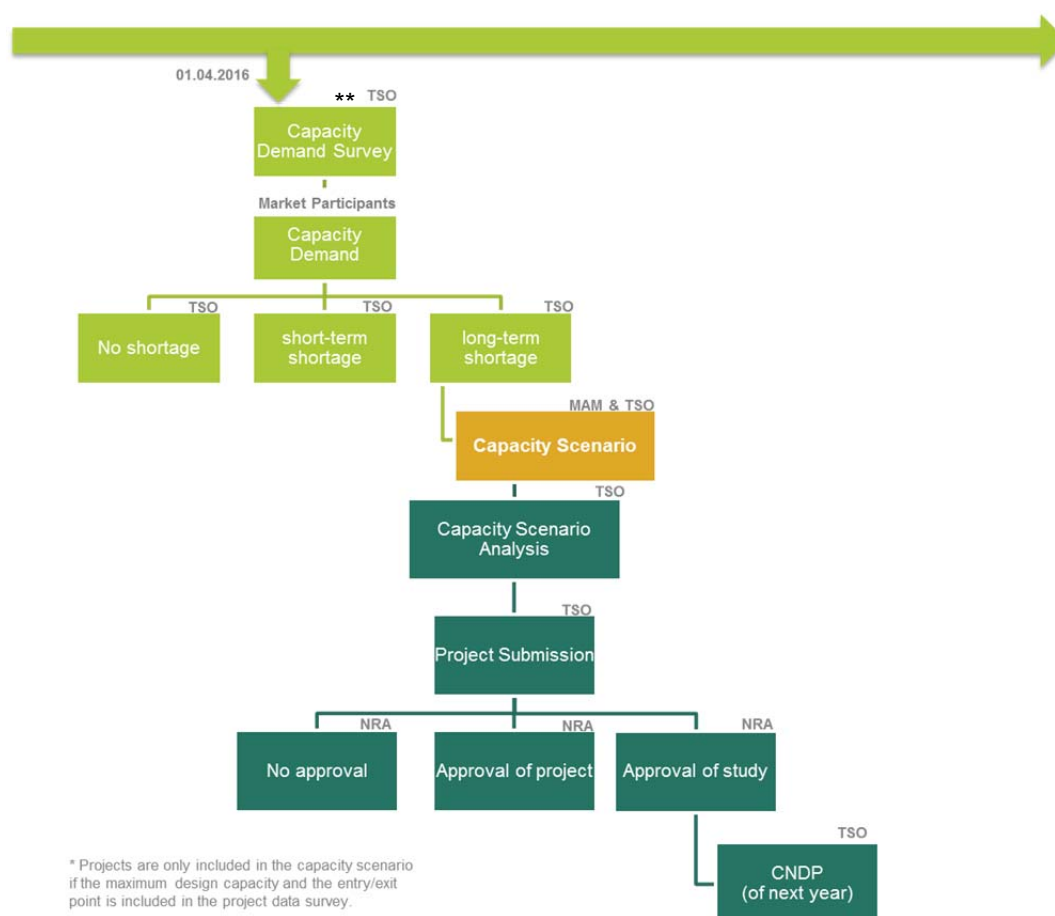 01.04.2016
** TSO
Capacity
Demand Survey
Market Participants
Capacity
Demand
TSO
TSO
TSO
No shortage
short-term
shortage
long-term
shortage
MAM & TSO
Capacity Scenario
TSO
Capacity Scenario
Analysis
TSO
Project Submission
NRA
NRA
NRA
No approval
Approval of project
Approval of study
TSO
CNDP
(of next year)
* Projects are only included in the capacity scenario
if the maximum design capacity and the entry/exit
point is included in the project data survey.